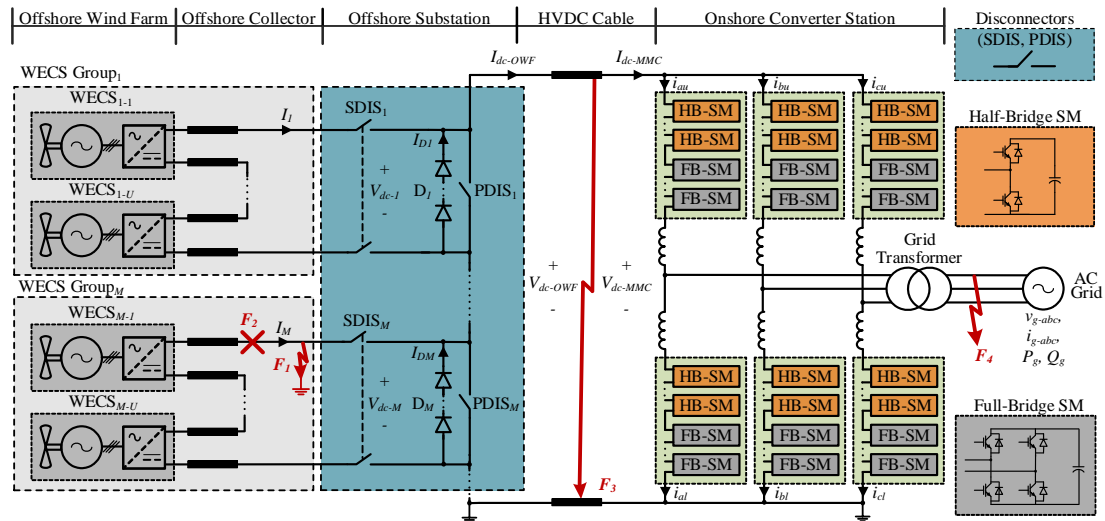 Offshore Wind Farm
Offshore Collector
Offshore Substation
HVDC Cable
Onshore Converter Station
Disconnectors
(SDIS, PDIS)
WECS Group1
WECS1-1
WECS1-U
I1
SDIS1
+
Vdc-1
-
ID1
D1
PDIS1
Idc-OWF
Idc-MMC
WECS GroupM
WECSM-1
WECSM-U
F2
IM
F1
SDISM
+
Vdc-M
-
IDM
DM
PDISM
+
Vdc-OWF
-
+
Vdc-MMC
-
F3
iau
ibu
icu
HB-SM
HB-SM
HB-SM
HB-SM
HB-SM
HB-SM
FB-SM
FB-SM
FB-SM
FB-SM
FB-SM
FB-SM
Grid
Transformer
AC
Grid
vg-abc,
ig-abc,
Pg, Qg
F4
HB-SM
HB-SM
HB-SM
HB-SM
HB-SM
HB-SM
FB-SM
FB-SM
FB-SM
FB-SM
FB-SM
FB-SM
ial
ibl
icl
Half-Bridge SM
Full-Bridge SM